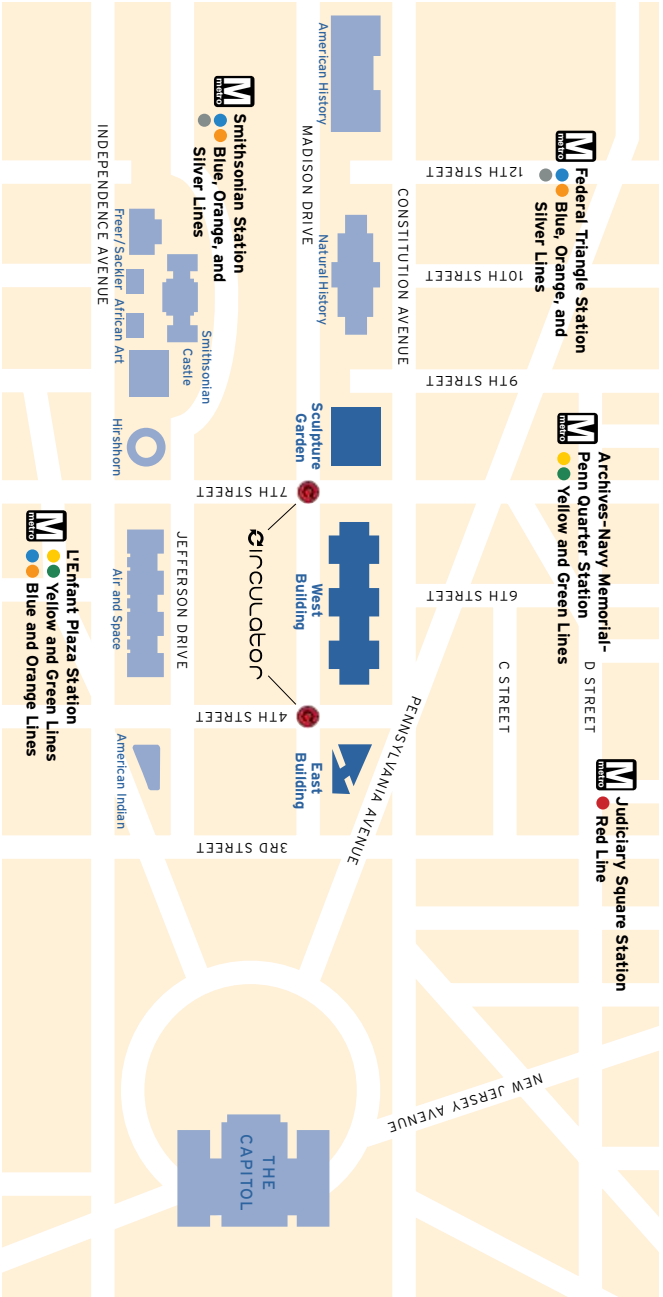 M
metro
Federal Triangle Station
Blue, Orange, and
Silver Lines
M
metro
Archives–Navy Memorial–
Penn Quarter Station
Yellow and Green Lines
M
metro
Judiciary Square Station
Red Line
D STREET
C STREET
12TH STREET
10TH STREET
9TH STREET
6TH STREET
NEW JERSEY AVENUE
CONSTITUTION AVENUE
PENNSYLVANIA AVENUE
American History
Natural History
Sculpture
Garden
West
Building
East
Building
MADISON DRIVE
M
metro
Smithsonian Station
Blue, Orange, and
Silver Lines
Circulator
7TH STREET
4TH STREET
3RD STREET
THE
CAPITOL
Smithsonian
Castle
JEFFERSON DRIVE
Freer/Sackler
African Art
Hirshhorn
Air and Space
American Indian
INDEPENDENCE AVENUE
M
metro
L'Enfant Plaza Station
Yellow and Green Lines
Blue and Orange Lines